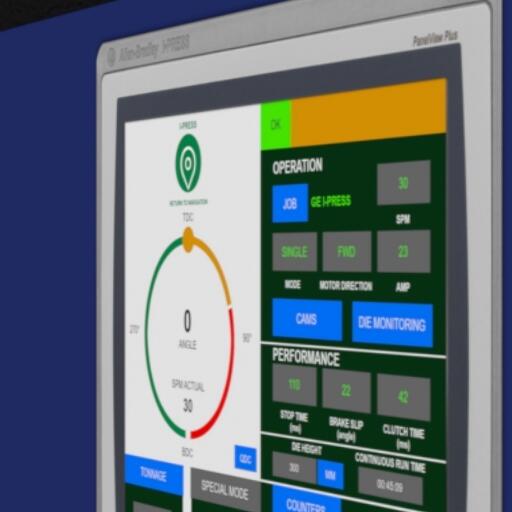 Allen-Bradley I-PRESS
PanelView Plus
I-PRESS
RETURN TO NAVIGATION
TDC
270°
90°
0
ANGLE
SPM ACTUAL
30
BDC
QDC
TONNAGE
SPECIAL MODE
OK
OPERATION
JOB
GE I-PRESS
30
SPM
SINGLE
FWD
23
MODE
MOTOR DIRECTION
AMP
CAMS
DIE MONITORING
PERFORMANCE
110
22
42
STOP TIME
(ms)
BRAKE SLIP
(angle)
CLUTCH TIME
(ms)
DIE HEIGHT
300
MM
CONTINUOUS RUN TIME
00:45:09
COUNTERS